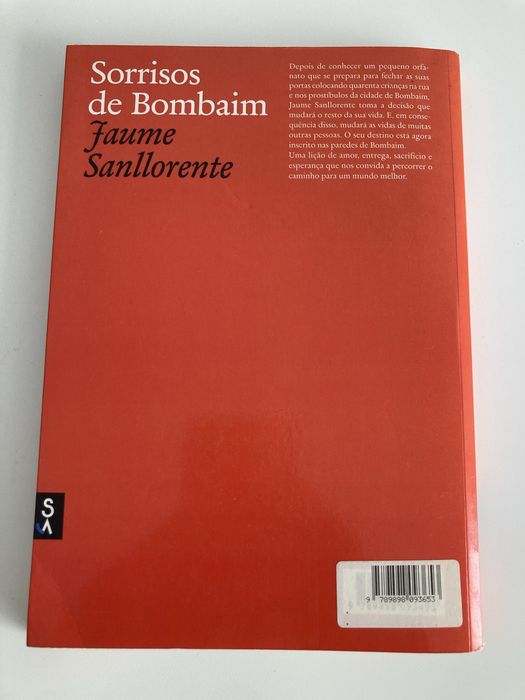 Sorrisos
de Bombaim
Jaume
Sanllorente
Depois de conhecer um pequeno orfa-
nato que se prepara para fechar as suas
portas colocando quarenta crianças na rua
e nos prostíbulos da cidade de Bombaim,
Jaume Sanllorente toma a decisão que
mudará o resto da sua vida. E, em conse-
quência disso, mudará as vidas de muitas
outras pessoas. O seu destino está agora
inscrito nas paredes de Bombaim.
Uma lição de amor, entrega, sacrifício e
esperança que nos convida a percorrer o
caminho para um mundo melhor.
S
9 789898 093653